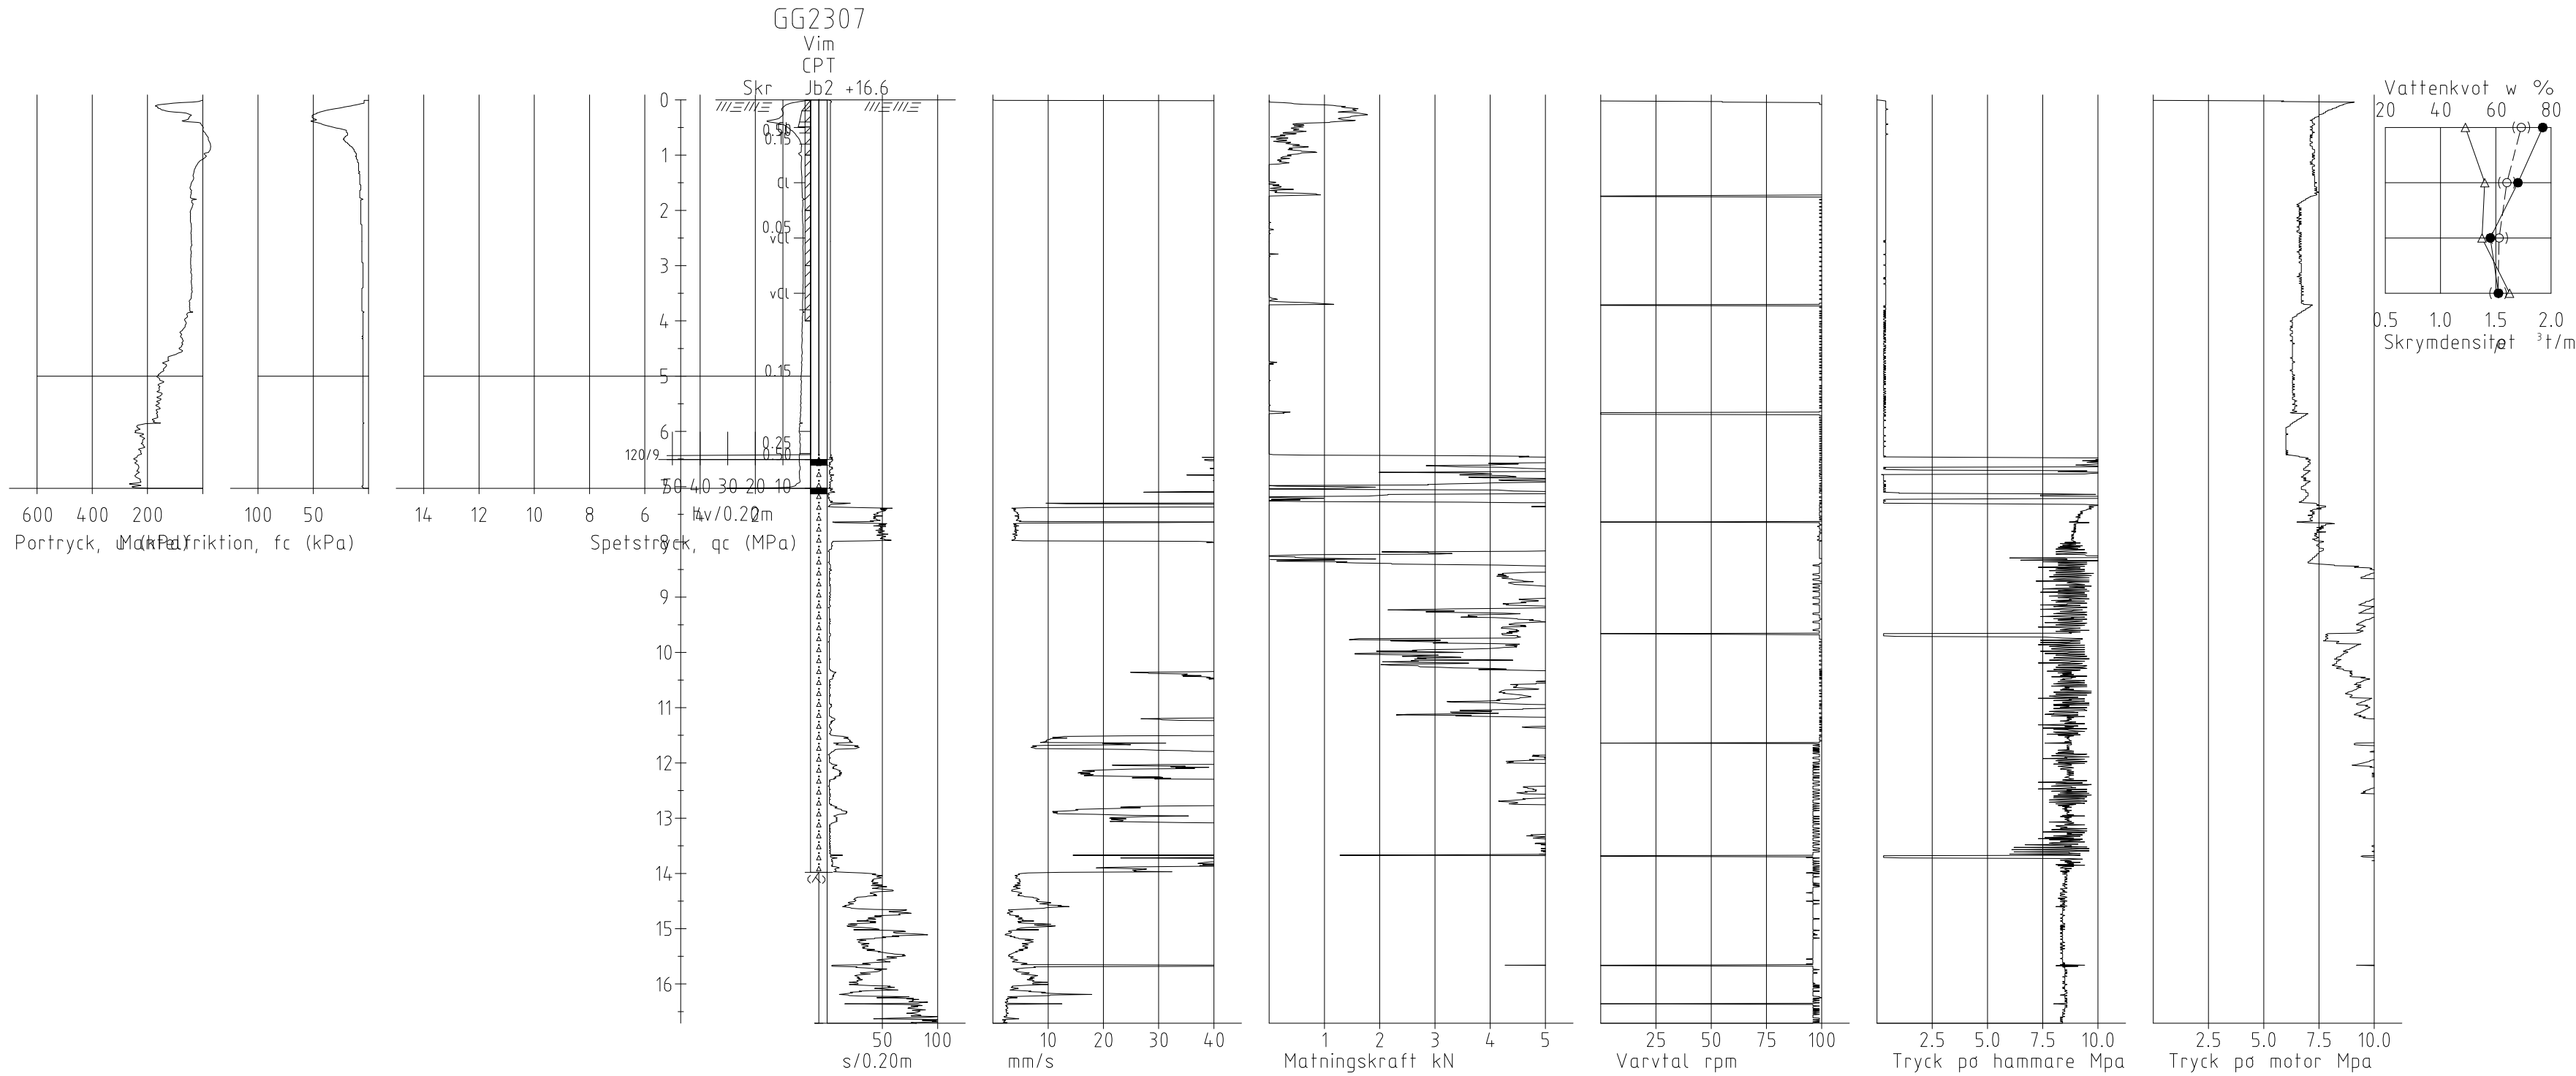 GG2307
Vim
CPT
Skr Jb2 +16.6
0
1
2
3
4
5
6
8
9
10
11
12
13
14
15
16
0.15
Cl
0.05
vCl
vCl
0.15
0.25
0.50
120/9
50 40 30 20 10
Hv/0.20m
600 400 200
Portryck, u (kPa)
100 50
Mantelfriktion, fc (kPa)
14 12 10 8 6 4 2
Spetstryck, qc (MPa)
50 100
s/0.20m
10 20 30 40
mm/s
1 2 3 4 5
Matningskraft kN
25 50 75 100
Varvtal rpm
2.5 5.0 7.5 10.0
Tryck på hammare Mpa
2.5 5.0 7.5 10.0
Tryck på motor Mpa
Vattenkvot w %
20 40 60 80
0.5 1.0 1.5 2.0
Skrymdensitet ρ ³t/m